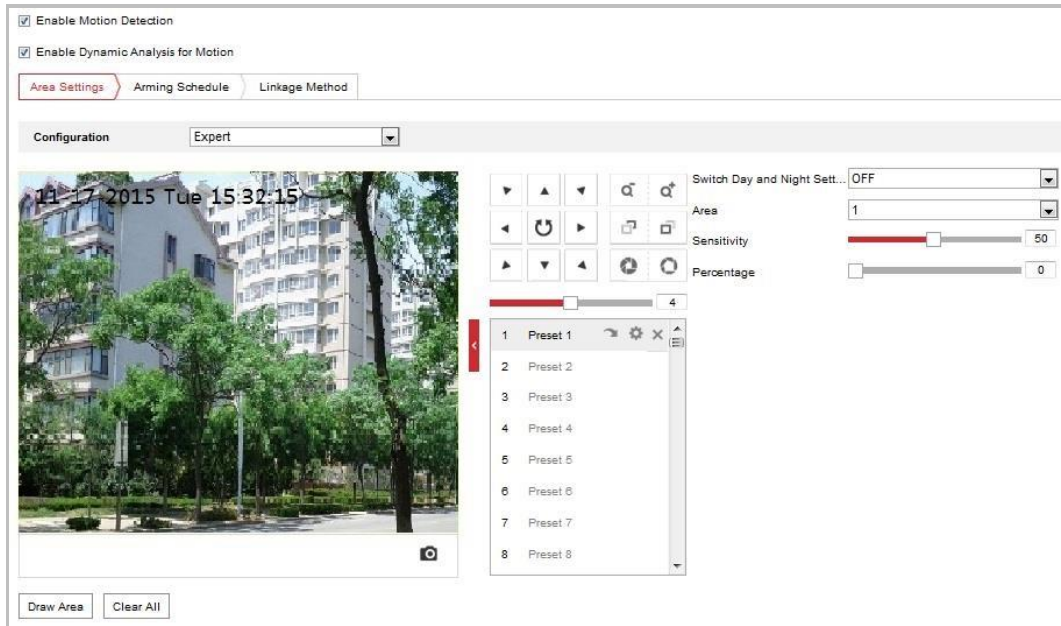 Enable Motion Detection
Enable Dynamic Analysis for Motion
Area Settings
Arming Schedule
Linkage Method
Configuration
Expert
11-17-2015 Tue 15:32:15
Switch Day and Night Sett...
OFF
Area
1
Sensitivity
50
Percentage
0
4
1 Preset 1
2 Preset 2
3 Preset 3
4 Preset 4
5 Preset 5
6 Preset 6
7 Preset 7
8 Preset 8
Draw Area
Clear All